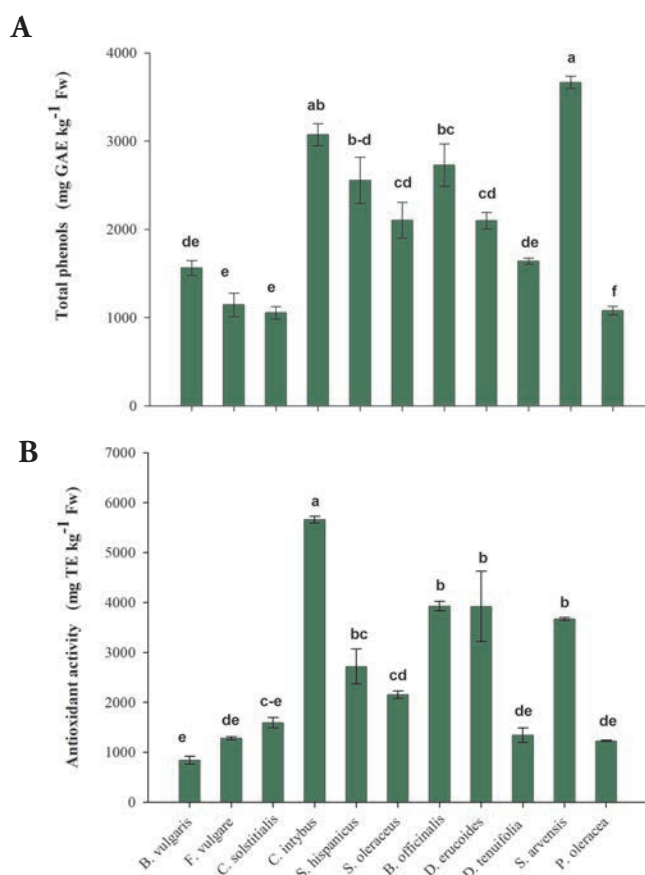 A
Total phenols (mg GAE kg-1 Fw)
4000
3000
2000
1000
0
de
e
e
ab
b-d
cd
bc
cd
de
a
f
B
Antioxidant activity (mg TE kg-1 Fw)
7000
6000
5000
4000
3000
2000
1000
0
e
de
c-e
a
bc
cd
b
b
de
b
de
B. vulgaris
F. vulgare
C. solstitialis
C. intybus
S. hispanicus
S. oleraceus
B. officinalis
D. erucoides
D. tenuifolia
S. arvensis
P. oleracea